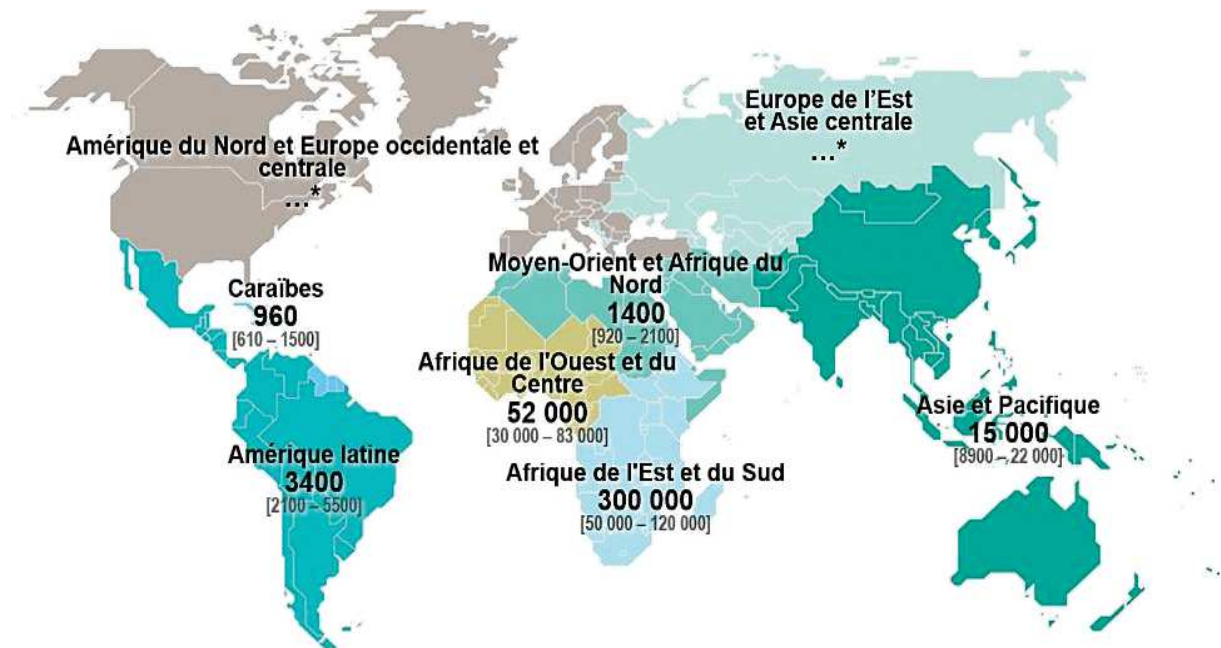 Europe de l'Est
et Asie centrale
...*
Amérique du Nord et Europe occidentale et
centrale
...*
Moyen-Orient et Afrique du
Nord
1400
[920 – 2100]
Caraïbes
960
[610 – 1500]
Afrique de l'Ouest et du
Centre
52 000
[30 000 – 83 000]
Asie et Pacifique
15 000
[8900 – 22 000]
Amérique latine
3400
[2100 – 5500]
Afrique de l'Est et du Sud
300 000
[50 000 – 120 000]